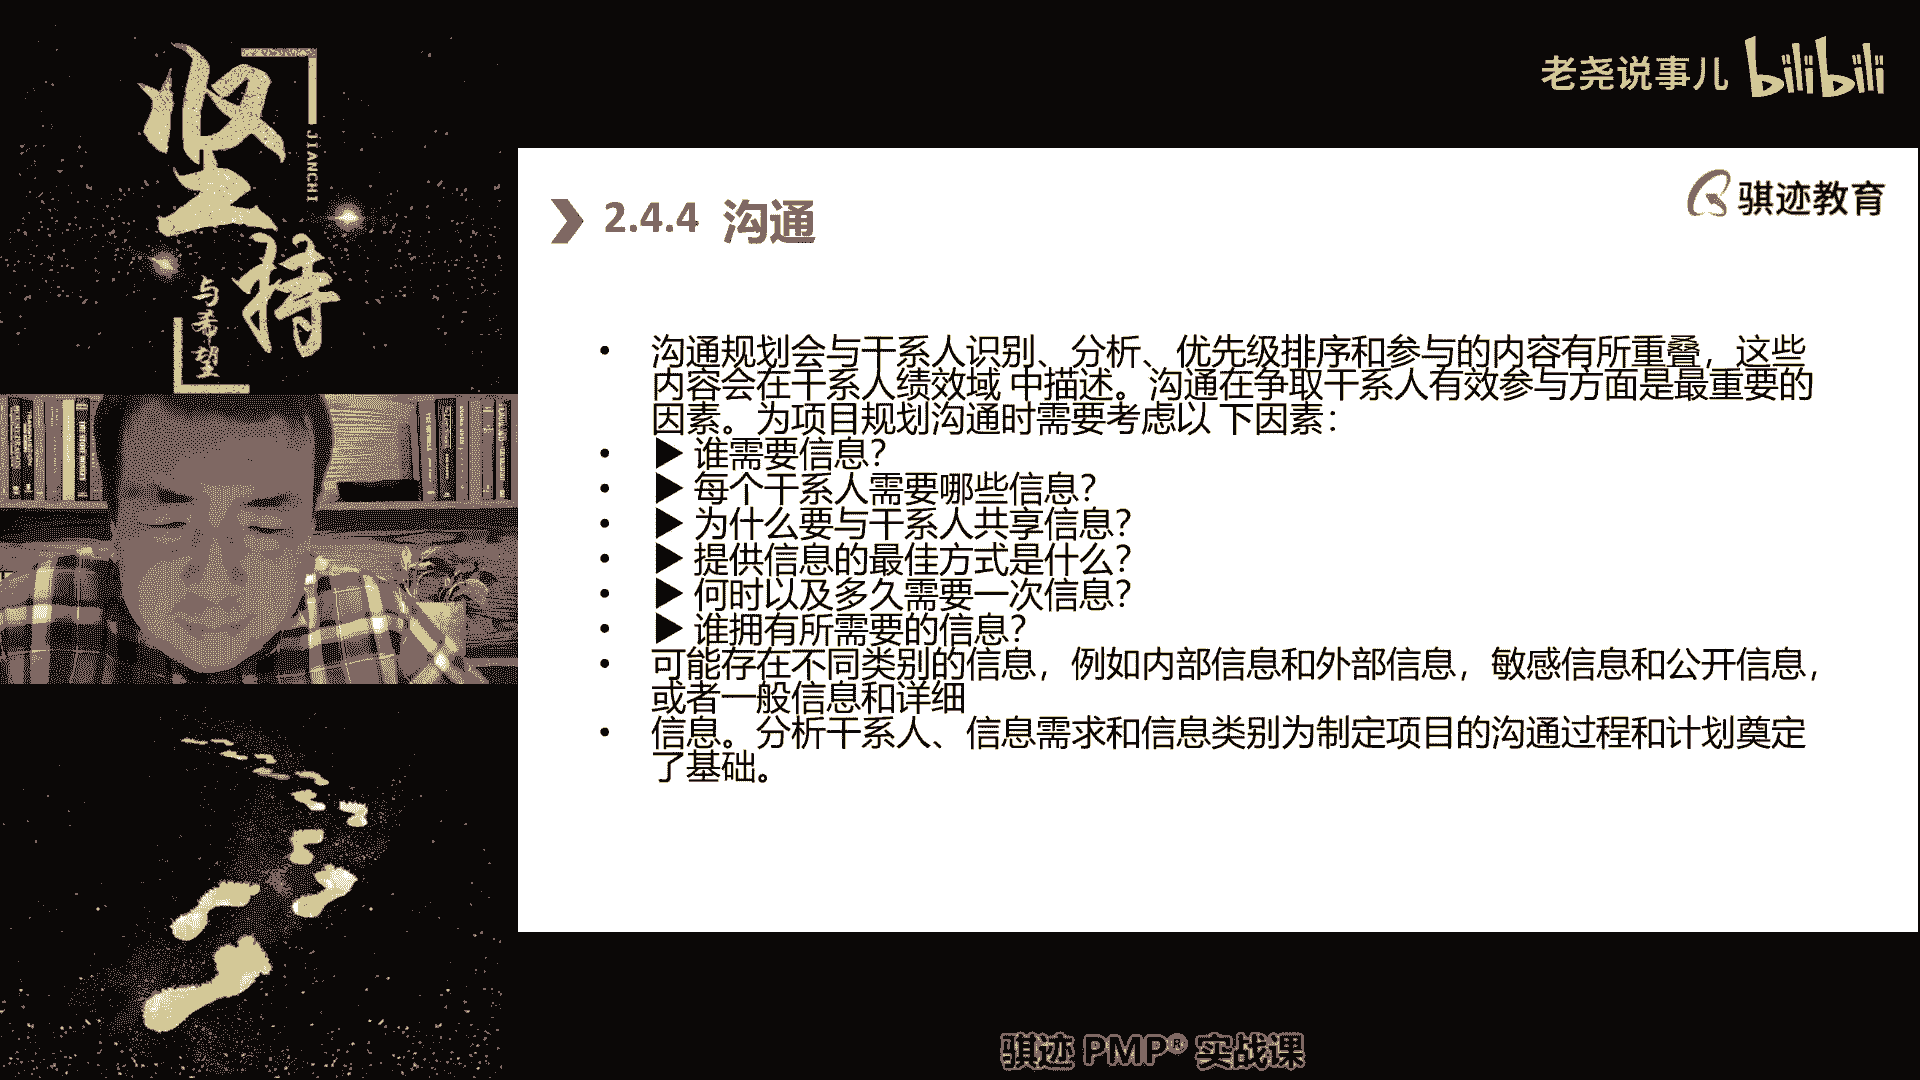 坚持
JIANCHI
与希望
老尧说事儿 bilibili
骐迹教育
2.4.4 沟通
• 沟通规划会与干系人识别、分析、优先级排序和参与的内容有所重叠，这些
内容会在干系人绩效域 中描述。沟通在争取干系人有效参与方面是最重要的
因素。为项目规划沟通时需要考虑以 下因素：
• ▶ 谁需要信息？
• ▶ 每个干系人需要哪些信息？
• ▶ 为什么要与干系人共享信息？
• ▶ 提供信息的最佳方式是什么？
• ▶ 何时以及多久需要一次信息？
• ▶ 谁拥有所需要的信息？
• 可能存在不同类别的信息，例如内部信息和外部信息，敏感信息和公开信息，
或者一般信息和详细
• 信息。分析干系人、信息需求和信息类别为制定项目的沟通过程和计划奠定
了基础。
骐迹 PMP® 实战课